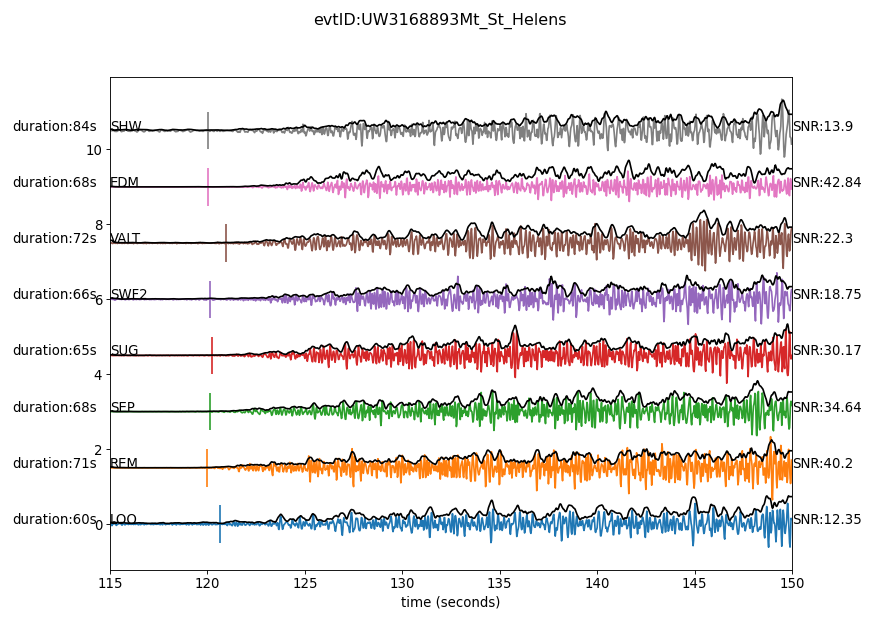 evtID:UW3168893Mt_St_Helens
duration:84s SHW SNR:13.9
10
duration:68s EDM SNR:42.84
8
duration:72s VALT SNR:22.3
duration:66s SWF2 SNR:18.75
6
duration:65s SUG SNR:30.17
4
duration:68s SEP SNR:34.64
2
duration:71s REM SNR:40.2
duration:60s LOO SNR:12.35
0
115 120 125 130 135 140 145 150
time (seconds)